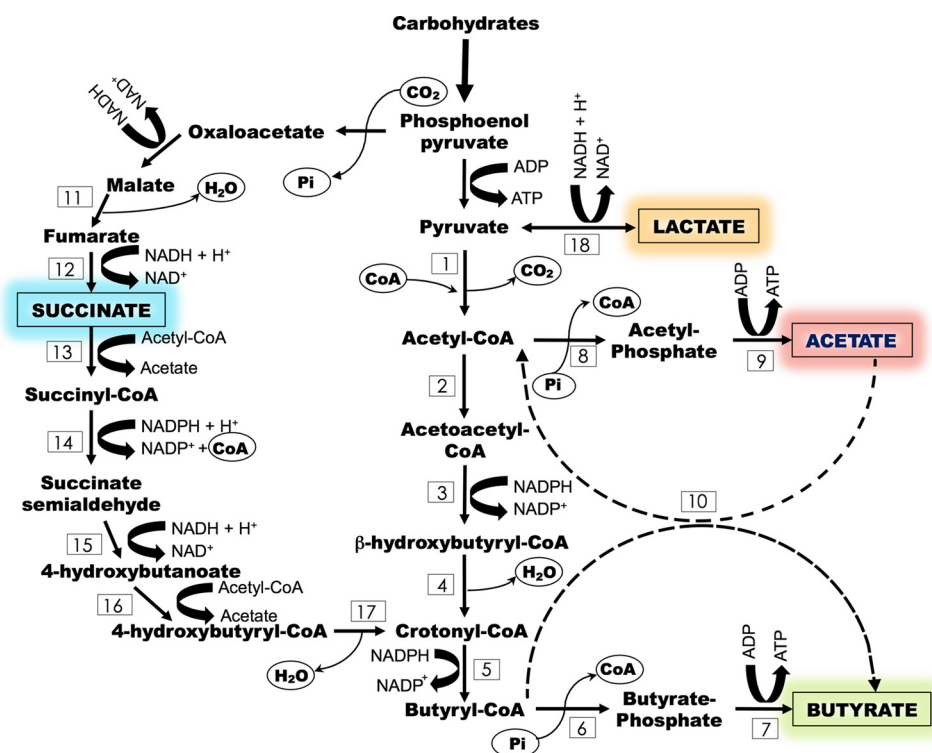 Carbohydrates
CO2
NADH
NAD+
Oxaloacetate
Phosphoenol
pyruvate
Pi
ADP
ATP
NADH + H+
NAD+
11
Malate
H2O
Fumarate
12
NADH + H+
NAD+
SUCCINATE
13
Acetyl-CoA
Acetate
Succinyl-CoA
14
NADPH + H+
NADP+ + CoA
Succinate
semialdehyde
15
NADH + H+
NAD+
4-hydroxybutanoate
16
Acetyl-CoA
Acetate
4-hydroxybutyryl-CoA
17
H2O
Pyruvate
18
LACTATE
1
CoA
CO2
Acetyl-CoA
CoA
8
Pi
Acetyl-
Phosphate
ADP
ATP
9
ACETATE
2
Acetoacetyl-
CoA
3
NADPH
NADP+
10
β-hydroxybutyryl-CoA
4
H2O
Crotonyl-CoA
NADPH
NADP+
5
Butyryl-CoA
CoA
6
Pi
Butyrate-
Phosphate
ADP
ATP
7
BUTYRATE